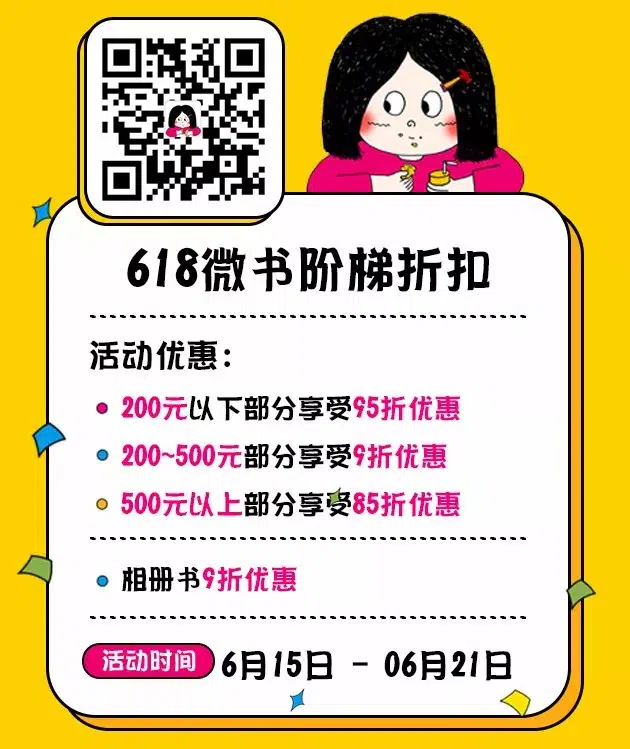 618微书阶梯折扣
活动优惠:
200元以下部分享受95折优惠
200~500元部分享受9折优惠
500元以上部分享受85折优惠
相册书9折优惠
活动时间 6月15日 - 06月21日